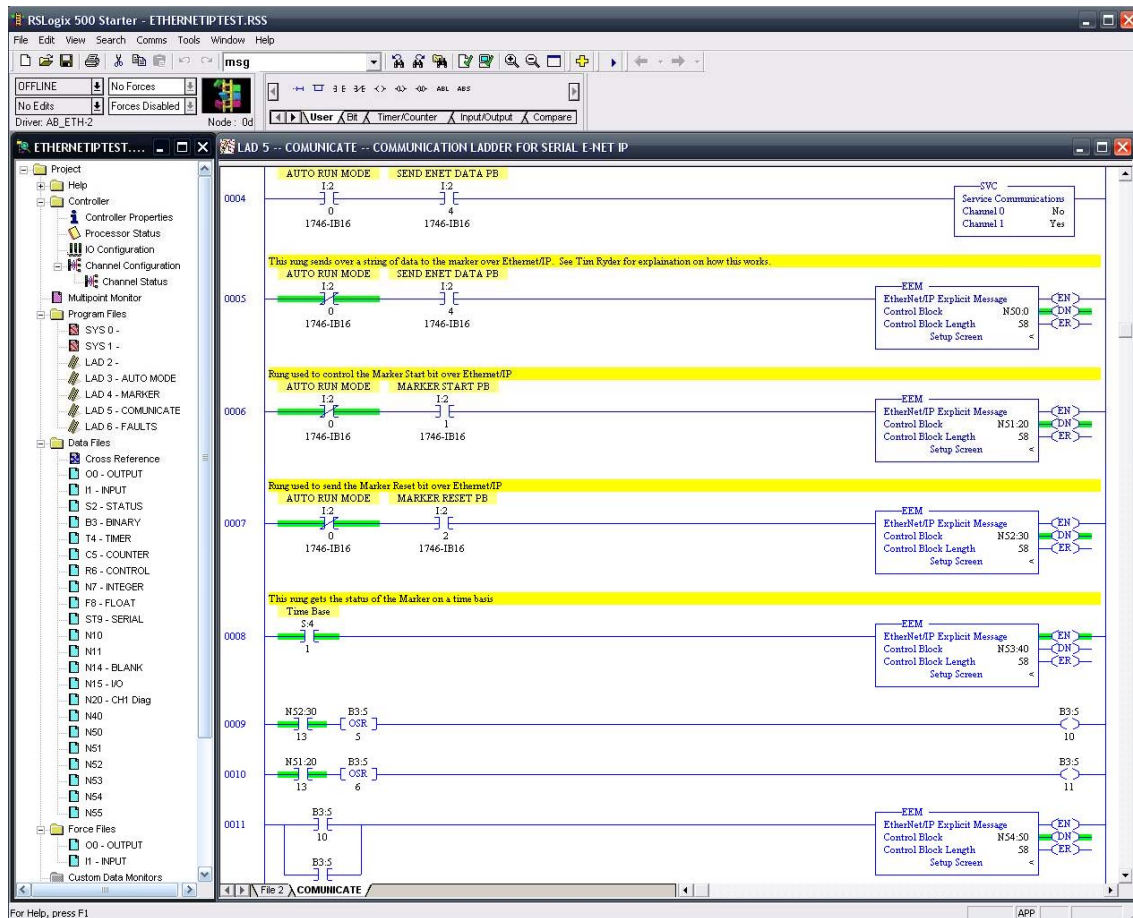 RSLogix 500 Starter - ETHERNETIPTEST.RSS
File Edit View Search Comms Tools Window Help
msg
OFFLINE No Forces
No Edits Forces Disabled
Driver: AB_ETH-2 Node : 0d
ABL ABS
User Bit Timer/Counter Input/Output Compare
ETHERNETIPTEST....
Project
Help
Controller
Controller Properties
Processor Status
IO Configuration
Channel Configuration
Channel Status
Multipoint Monitor
Program Files
SYS 0 -
SYS 1 -
LAD 2 -
LAD 3 - AUTO MODE
LAD 4 - MARKER
LAD 5 - COMUNICATE
LAD 6 - FAULTS
Data Files
Cross Reference
O0 - OUTPUT
I1 - INPUT
S2 - STATUS
B3 - BINARY
T4 - TIMER
C5 - COUNTER
R6 - CONTROL
N7 - INTEGER
F8 - FLOAT
ST9 - SERIAL
N10
N11
N14 - BLANK
N15 - I/O
N20 - CH1 Diag
N40
N50
N51
N52
N53
N54
N55
Force Files
O0 - OUTPUT
I1 - INPUT
Custom Data Monitors
LAD 5 -- COMUNICATE -- COMMUNICATION LADDER FOR SERIAL E-NET IP
AUTO RUN MODE SEND ENET DATA PB
I:2 I:2 SVC
0004 Service Communications
0 4 Channel 0 No
1746-IB16 1746-IB16 Channel 1 Yes
This rung sends over a string of data to the marker over Ethernet/IP. See Tim Ryder for explaination on how this works.
AUTO RUN MODE SEND ENET DATA PB
I:2 I:2 EEM
0005 EtherNet/IP Explicit Message EN
0 4 Control Block N50:0 DN
1746-IB16 1746-IB16 Control Block Length 58 ER
Setup Screen <
Rung used to control the Marker Start bit over Ethernet/IP
AUTO RUN MODE MARKER START PB
I:2 I:2 EEM
0006 EtherNet/IP Explicit Message EN
0 1 Control Block N51:20 DN
1746-IB16 1746-IB16 Control Block Length 58 ER
Setup Screen <
Rung used to send the Marker Reset bit over Ethernet/IP
AUTO RUN MODE MARKER RESET PB
I:2 I:2 EEM
0007 EtherNet/IP Explicit Message EN
0 2 Control Block N52:30 DN
1746-IB16 1746-IB16 Control Block Length 58 ER
Setup Screen <
This rung gets the status of the Marker on a time basis
Time Base
S:4 EEM
0008 EtherNet/IP Explicit Message EN
1 Control Block N53:40 DN
Control Block Length 58 ER
Setup Screen <
N52:30 B3:5 B3:5
0009 OSR
13 5 10
N51:20 B3:5 B3:5
0010 OSR
13 6 11
B3:5 EEM
0011 EtherNet/IP Explicit Message EN
10 Control Block N54:50 DN
Control Block Length 58 ER
B3:5 Setup Screen <
File 2 COMUNICATE
For Help, press F1 APP